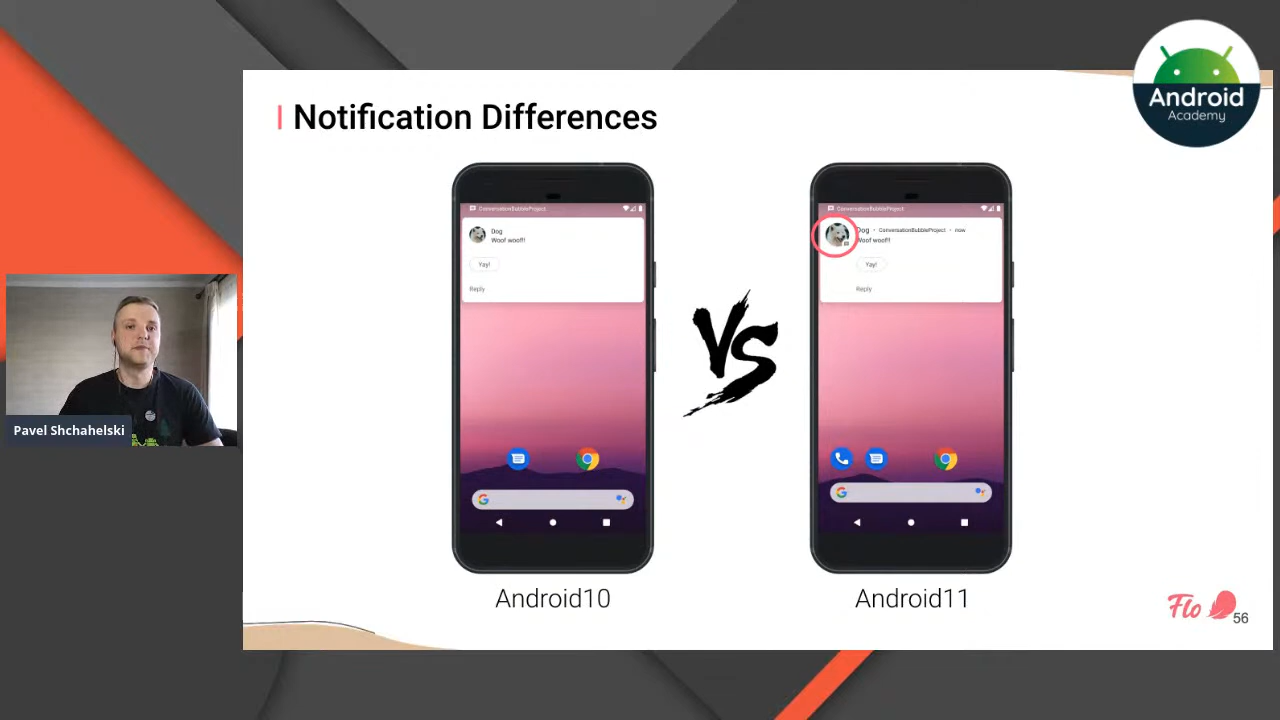 Notification Differences
Android
Academy
ConversationBubbleProject
Dog
Woof woof!!
Yay!
Reply
VS
ConversationBubbleProject
Dog • ConversationBubbleProject • now
Woof woof!!
Yay!
Reply
Pavel Shchahelski
Android10
Android11
Flo
56